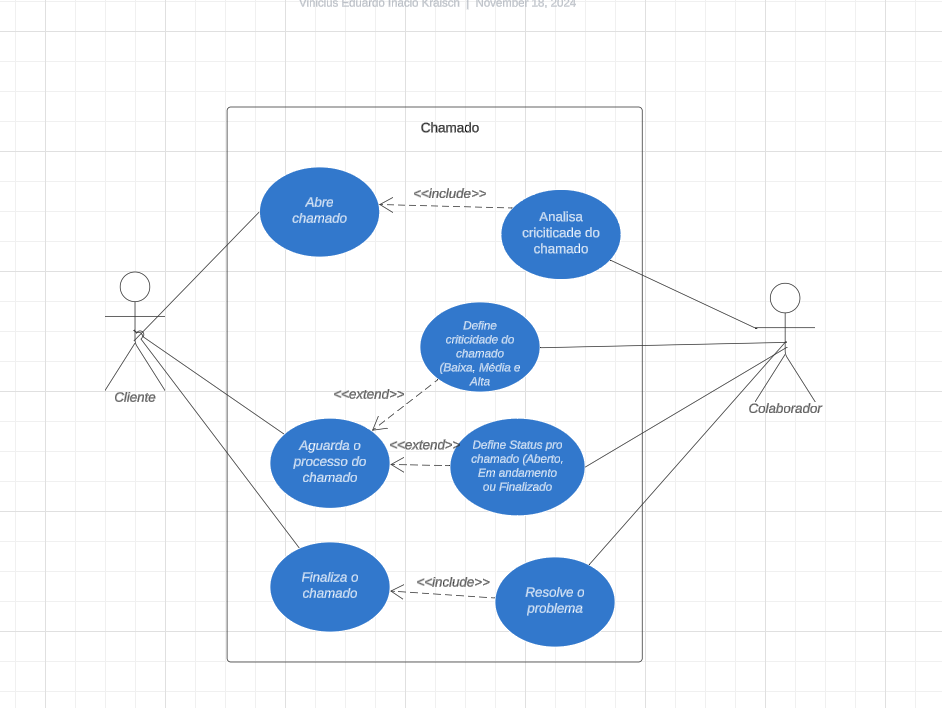 Vinicius Eduardo Inacio Kraisch | November 18, 2024
Chamado
Abre
chamado
<<include>>
Analisa
criciticade do
chamado
Define
criticidade do
chamado
(Baixa, Média e
Alta
<<extend>>
Cliente
Colaborador
Aguarda o
processo do
chamado
<<extend>>
Define Status pro
chamado (Aberto,
Em andamento
ou Finalizado
Finaliza o
chamado
<<include>>
Resolve o
problema